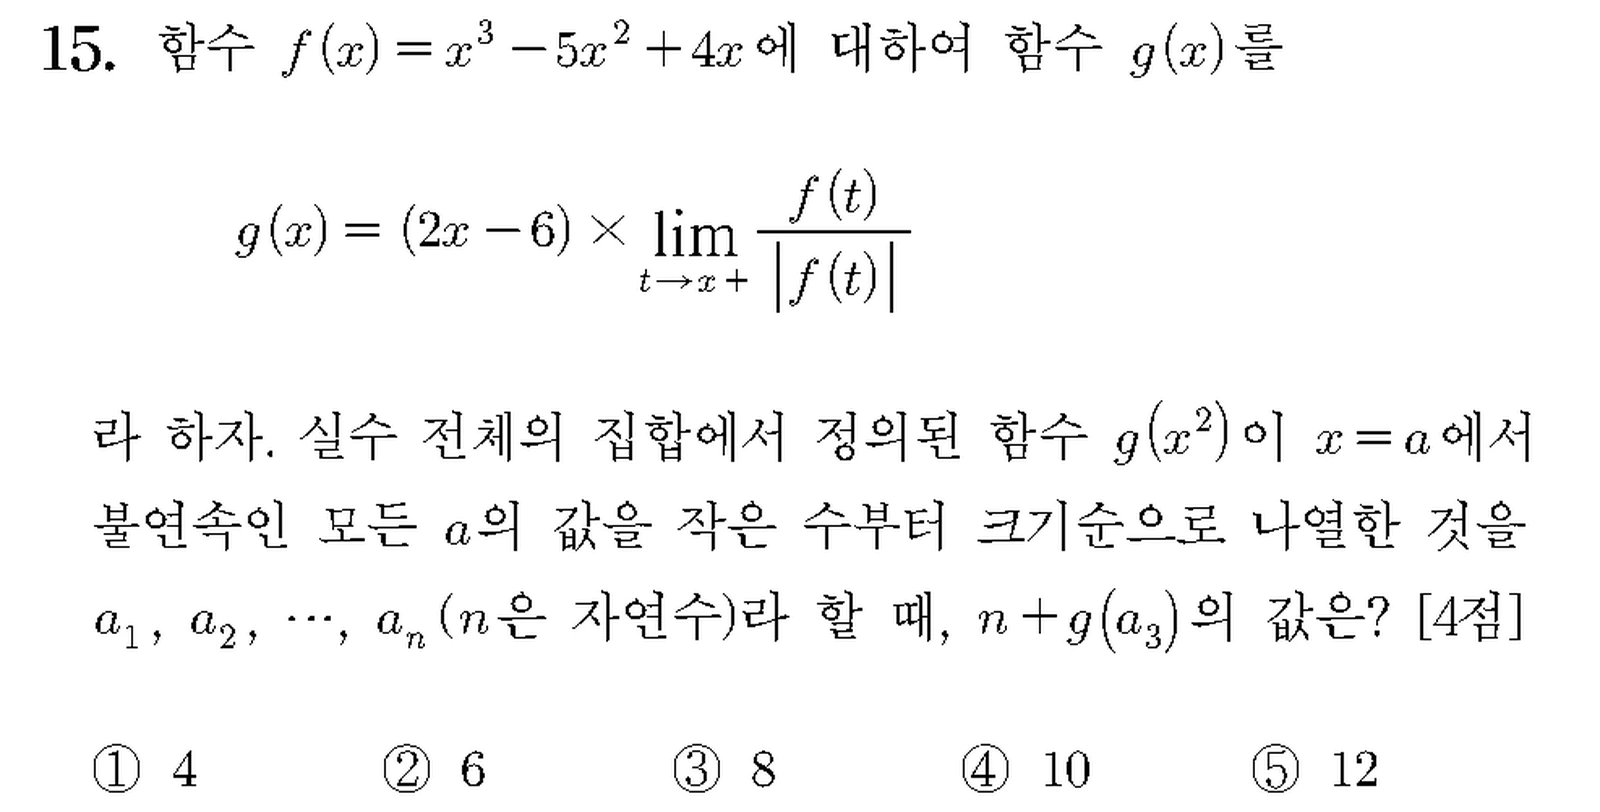 15. 함수 f(x)=x³−5x²+4x에 대하여 함수 g(x)를
g(x)=(2x−6)×lim_{t→x+} f(t)/|f(t)|
라 하자. 실수 전체의 집합에서 정의된 함수 g(x²)이 x=a에서
불연속인 모든 a의 값을 작은 수부터 크기순으로 나열한 것을
a₁, a₂, ⋯, aₙ(n은 자연수)라 할 때, n+g(a₃)의 값은? [4점]
① 4 ② 6 ③ 8 ④ 10 ⑤ 12